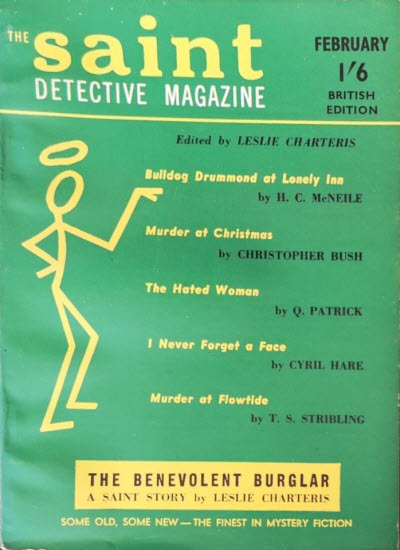 THE saint
DETECTIVE MAGAZINE
FEBRUARY
1/6
BRITISH
EDITION
Edited by LESLIE CHARTERIS
Bulldog Drummond at Lonely Inn
by H. C. McNEILE
Murder at Christmas
by CHRISTOPHER BUSH
The Hated Woman
by Q. PATRICK
I Never Forget a Face
by CYRIL HARE
Murder at Flowtide
by T. S. STRIBLING
THE BENEVOLENT BURGLAR
A SAINT STORY by LESLIE CHARTERIS
SOME OLD, SOME NEW—THE FINEST IN MYSTERY FICTION